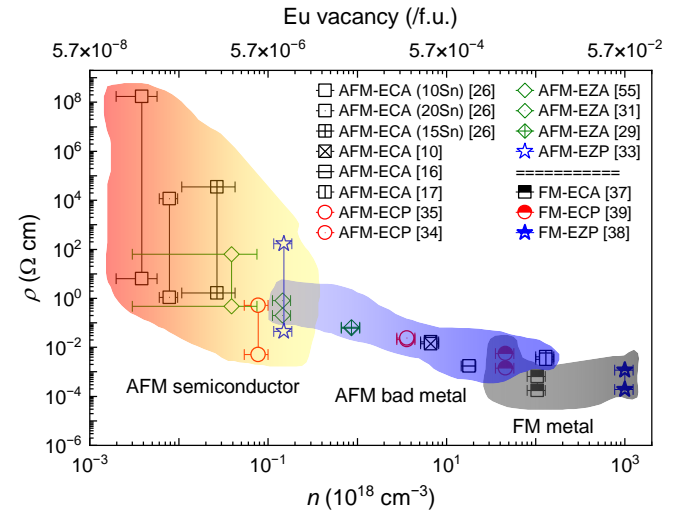 Eu vacancy (/f.u.)
5.7×10⁻⁸ 5.7×10⁻⁶ 5.7×10⁻⁴ 5.7×10⁻²
10⁸
10⁶
10⁴
10²
10⁰
10⁻²
10⁻⁴
10⁻⁶
ρ (Ω cm)
AFM-ECA (10Sn) [26]
AFM-ECA (20Sn) [26]
AFM-ECA (15Sn) [26]
AFM-ECA [10]
AFM-ECA [16]
AFM-ECA [17]
AFM-ECP [35]
AFM-ECP [34]
AFM-EZA [55]
AFM-EZA [31]
AFM-EZA [29]
AFM-EZP [33]
===========
FM-ECA [37]
FM-ECP [39]
FM-EZP [38]
AFM semiconductor
AFM bad metal
FM metal
10⁻³ 10⁻¹ 10¹ 10³
n (10¹⁸ cm⁻³)